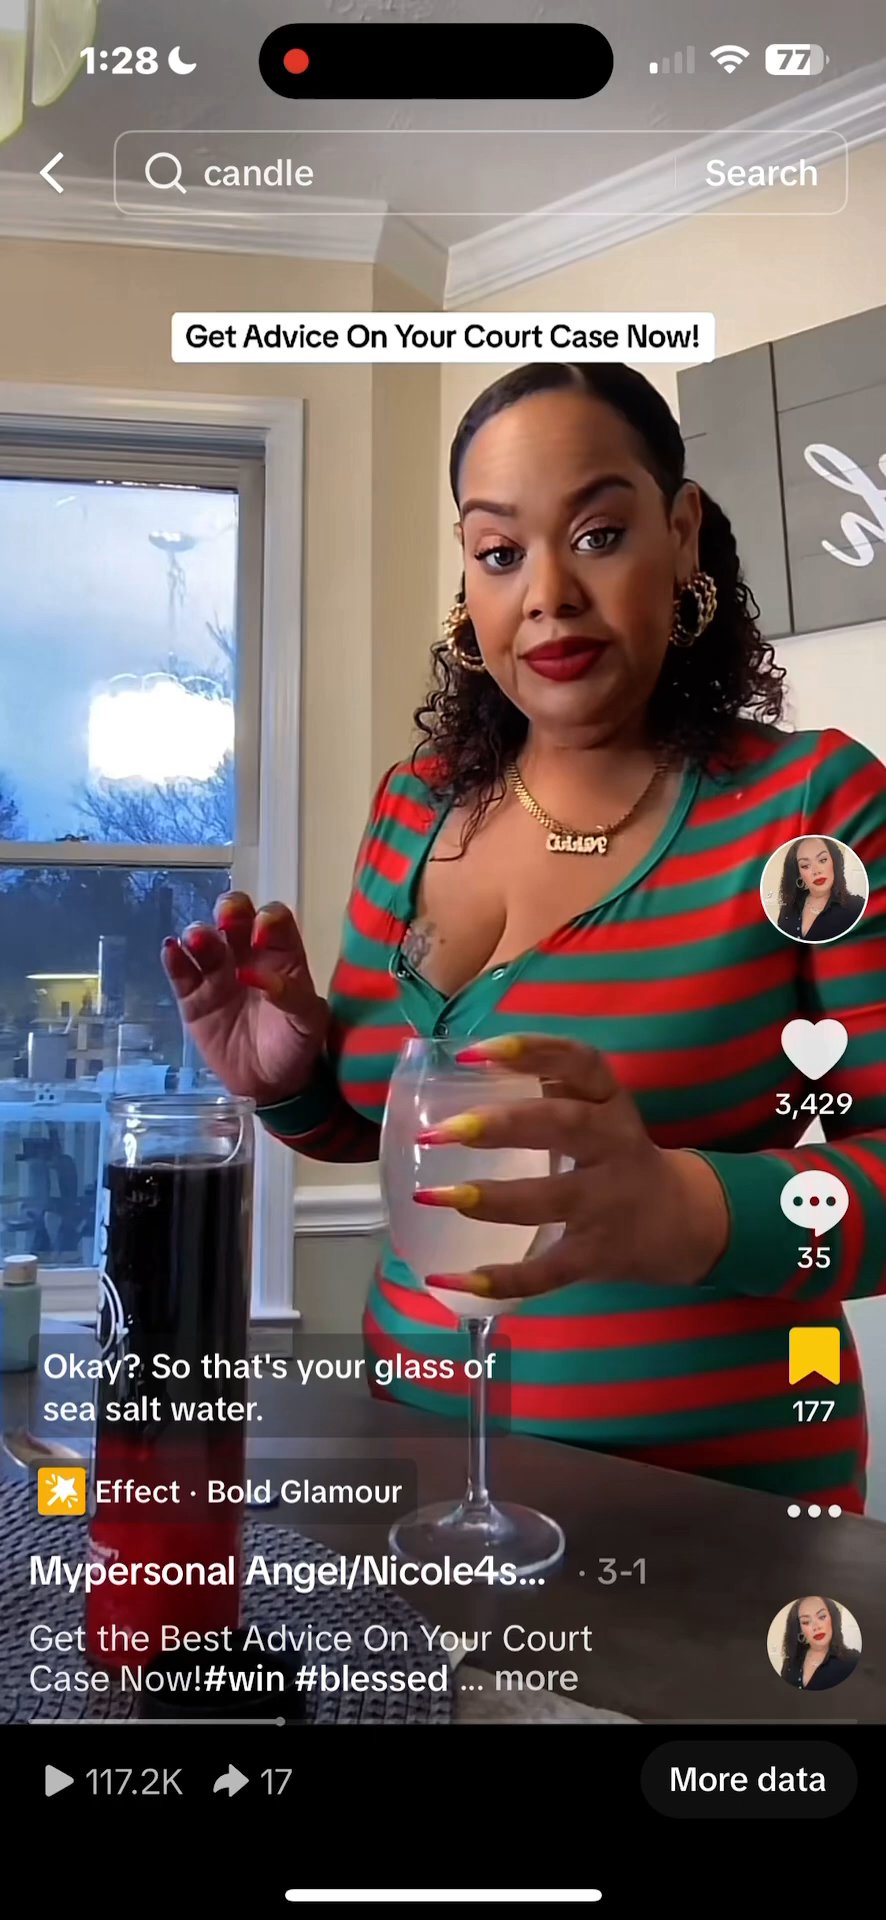 1:28
77
candle
Search
Get Advice On Your Court Case Now!
h
3,429
35
Okay? So that's your glass of
sea salt water.
177
Effect · Bold Glamour
Mypersonal Angel/Nicole4s... · 3-1
Get the Best Advice On Your Court
Case Now!#win #blessed ... more
117.2K
17
More data